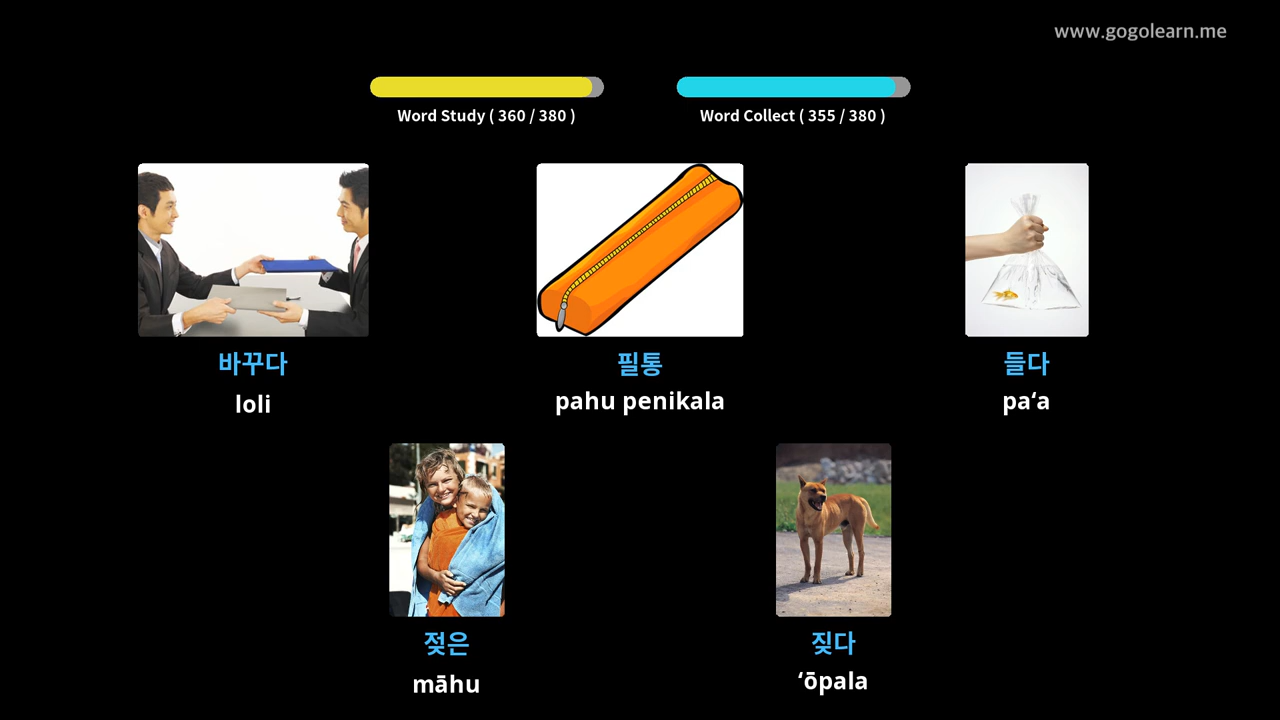 www.gogolearn.me
Word Study ( 360 / 380 )
Word Collect ( 355 / 380 )
바꾸다
loli
필통
pahu penikala
들다
paʻa
젖은
māhu
짖다
ʻōpala